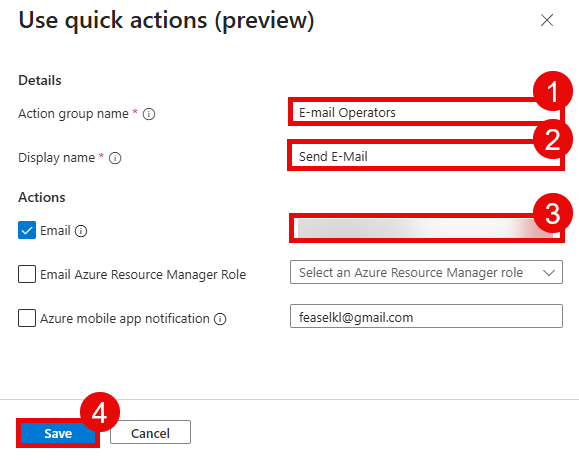 Use quick actions (preview)
Details
Action group name *
E-mail Operators
1
Display name *
Send E-Mail
2
Actions
Email
3
Email Azure Resource Manager Role
Select an Azure Resource Manager role
Azure mobile app notification
feaselkl@gmail.com
4
Save
Cancel